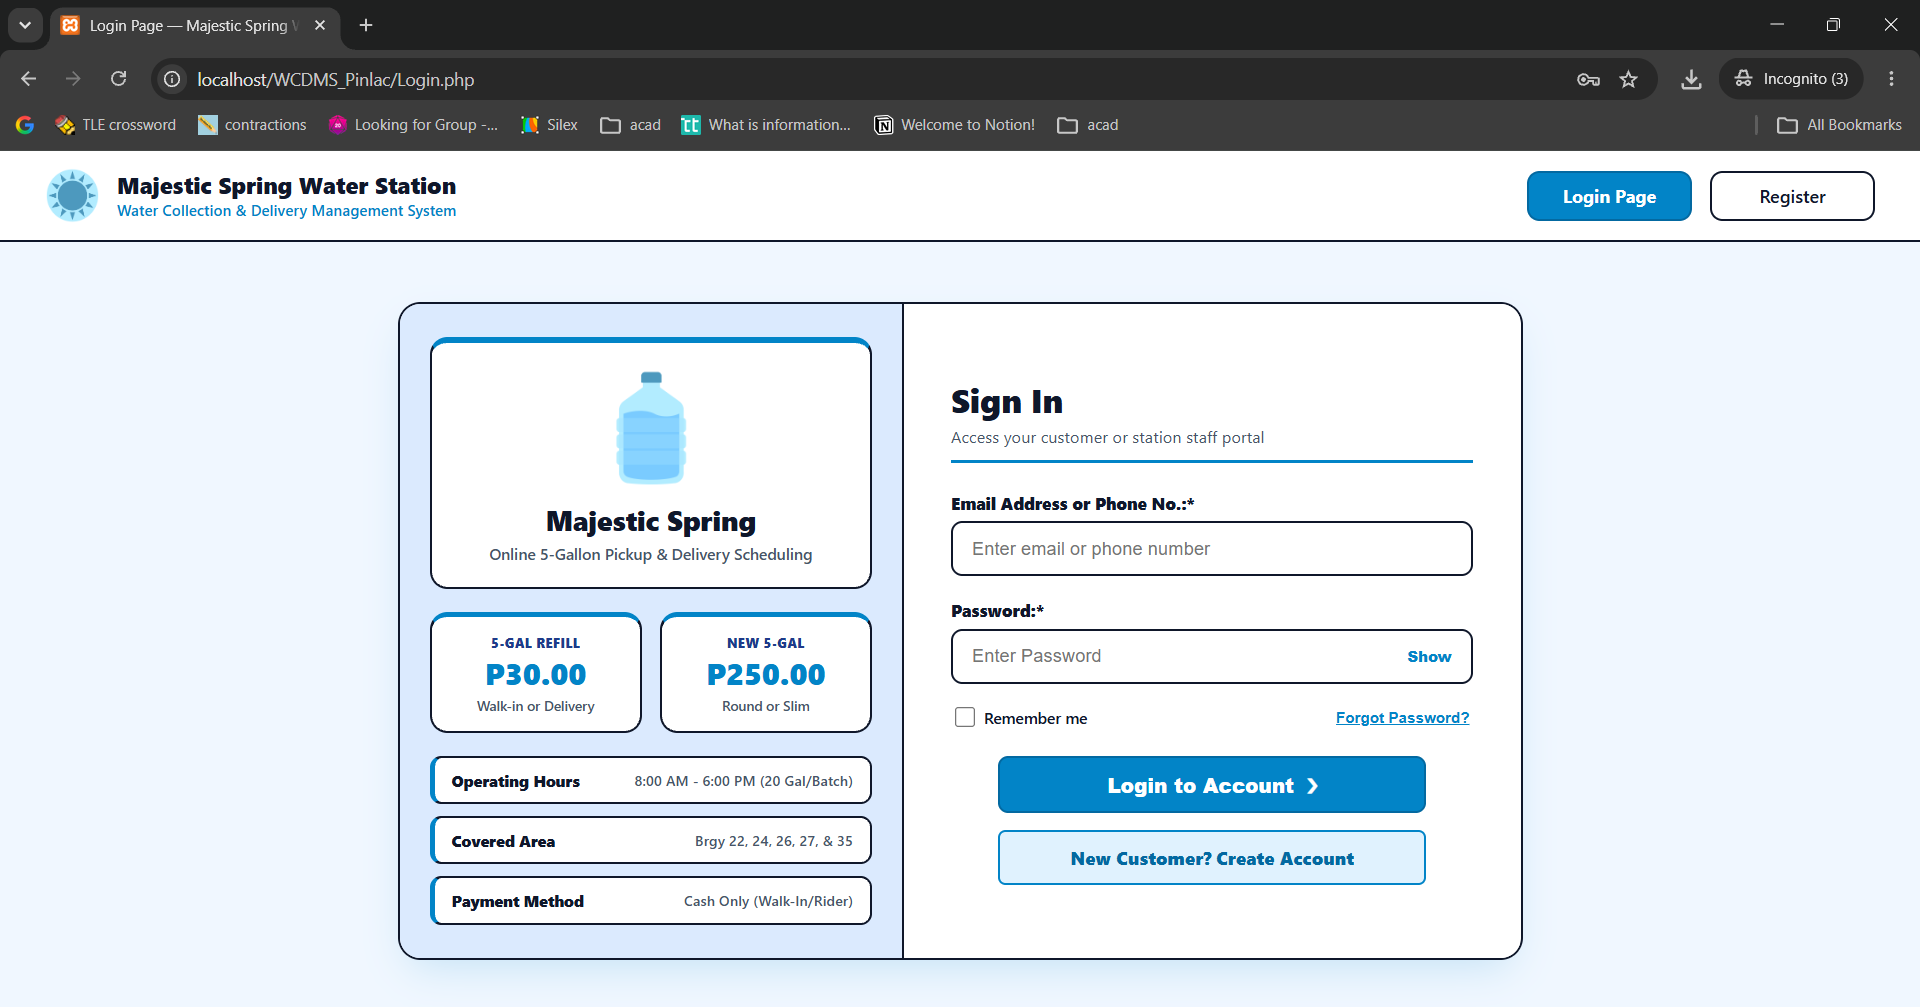 Login Page — Majestic Spring W
localhost/WCDMS_Pinlac/Login.php
Incognito (3)
TLE crossword
contractions
Looking for Group -...
Silex
acad
What is information...
Welcome to Notion!
acad
All Bookmarks
Majestic Spring Water Station
Water Collection & Delivery Management System
Login Page
Register
Majestic Spring
Online 5-Gallon Pickup & Delivery Scheduling
5-GAL REFILL
P30.00
Walk-in or Delivery
NEW 5-GAL
P250.00
Round or Slim
Operating Hours
8:00 AM - 6:00 PM (20 Gal/Batch)
Covered Area
Brgy 22, 24, 26, 27, & 35
Payment Method
Cash Only (Walk-In/Rider)
Sign In
Access your customer or station staff portal
Email Address or Phone No.:*
Enter email or phone number
Password:*
Enter Password
Show
Remember me
Forgot Password?
Login to Account ❯
New Customer? Create Account